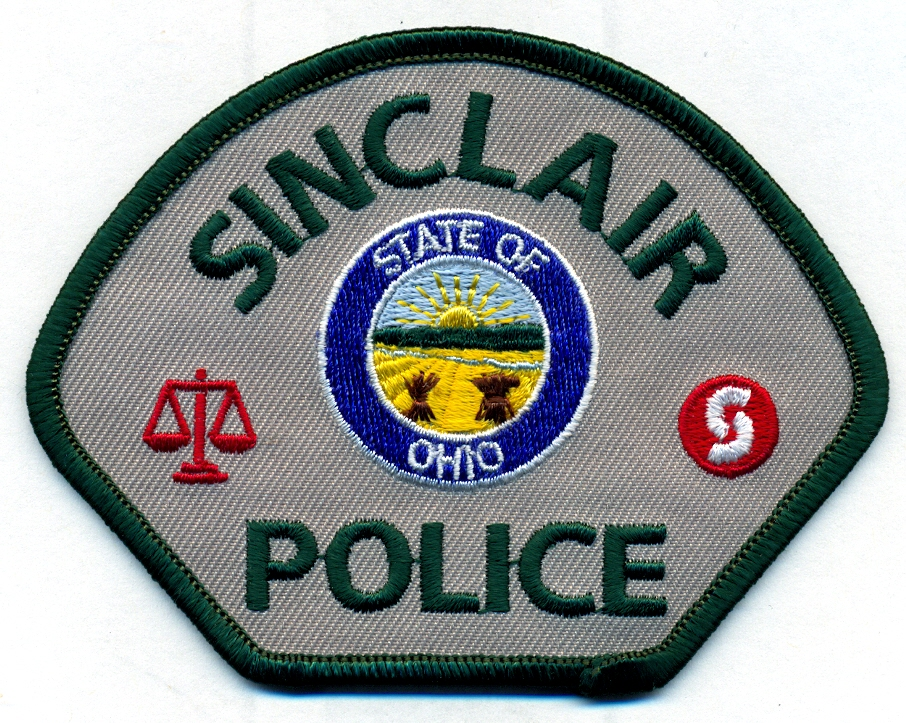 SINCLAIR
STATE OF
OHIO
S
POLICE